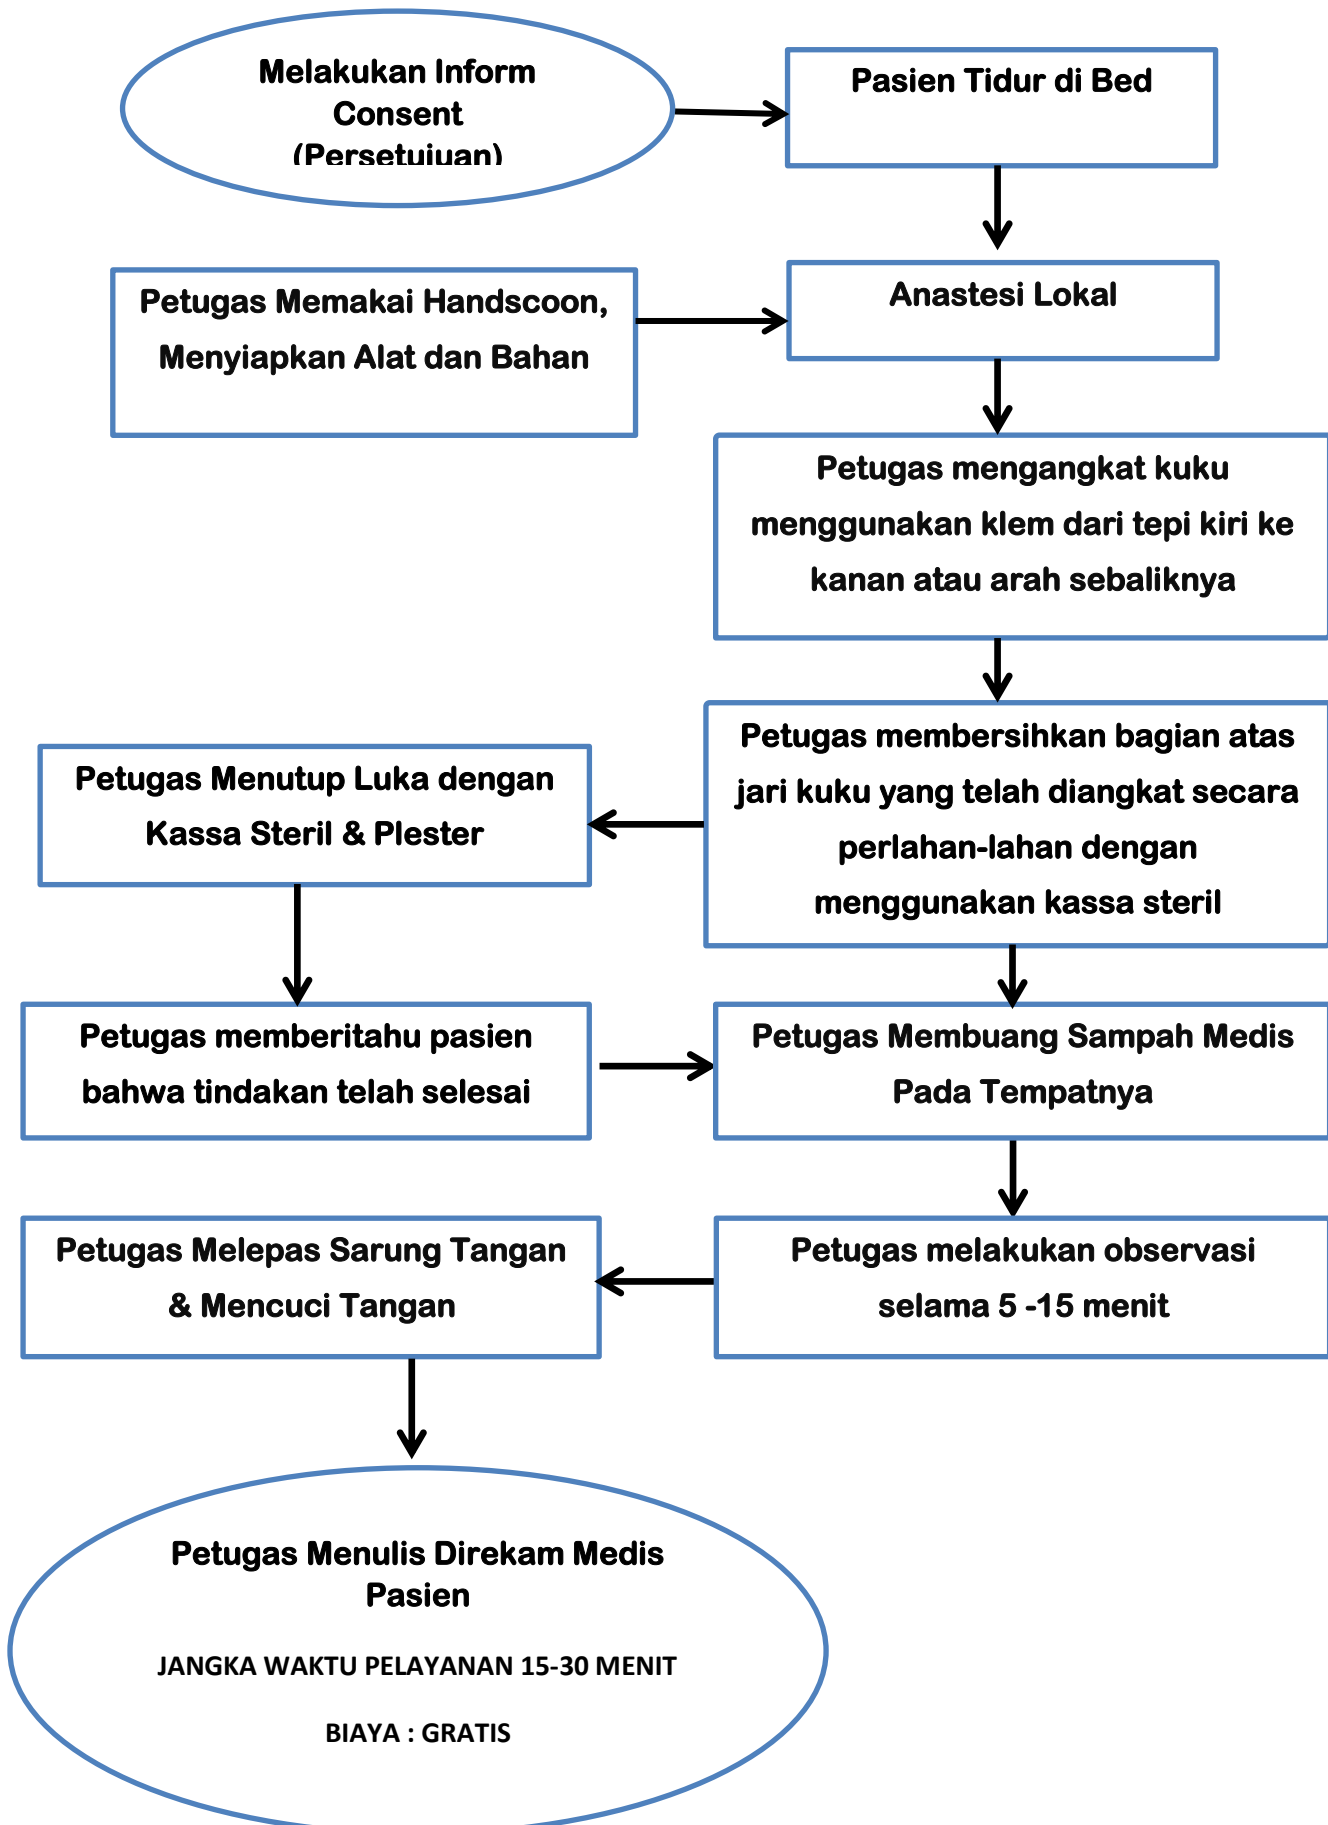 Melakukan Inform
Consent
(Persetujuan)
Pasien Tidur di Bed
Petugas Memakai Handscoon,
Menyiapkan Alat dan Bahan
Anastesi Lokal
Petugas mengangkat kuku
menggunakan klem dari tepi kiri ke
kanan atau arah sebaliknya
Petugas membersihkan bagian atas
jari kuku yang telah diangkat secara
perlahan-lahan dengan
menggunakan kassa steril
Petugas Menutup Luka dengan
Kassa Steril & Plester
Petugas memberitahu pasien
bahwa tindakan telah selesai
Petugas Membuang Sampah Medis
Pada Tempatnya
Petugas melakukan observasi
selama 5 -15 menit
Petugas Melepas Sarung Tangan
& Mencuci Tangan
Petugas Menulis Direkam Medis
Pasien
JANGKA WAKTU PELAYANAN 15-30 MENIT
BIAYA : GRATIS